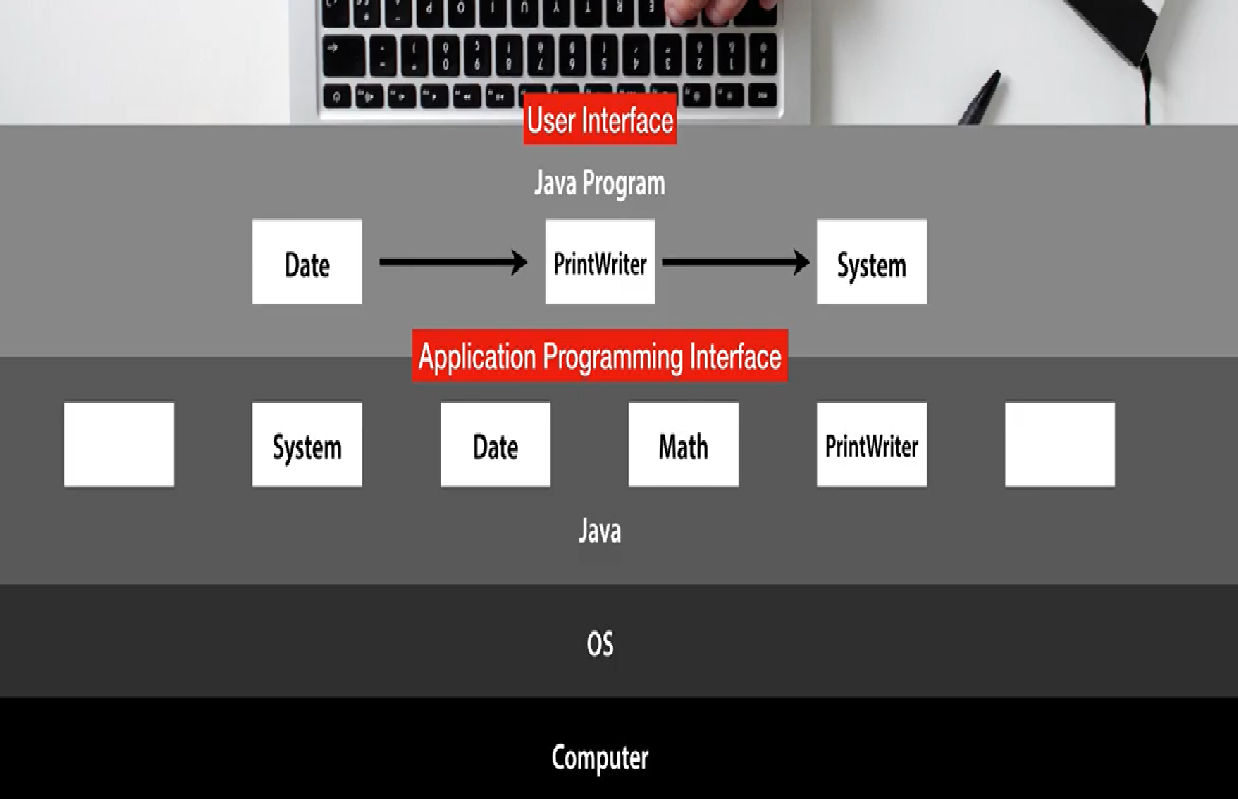 User Interface
Java Program
Date
PrintWriter
System
Application Programming Interface
System
Date
Math
PrintWriter
Java
OS
Computer